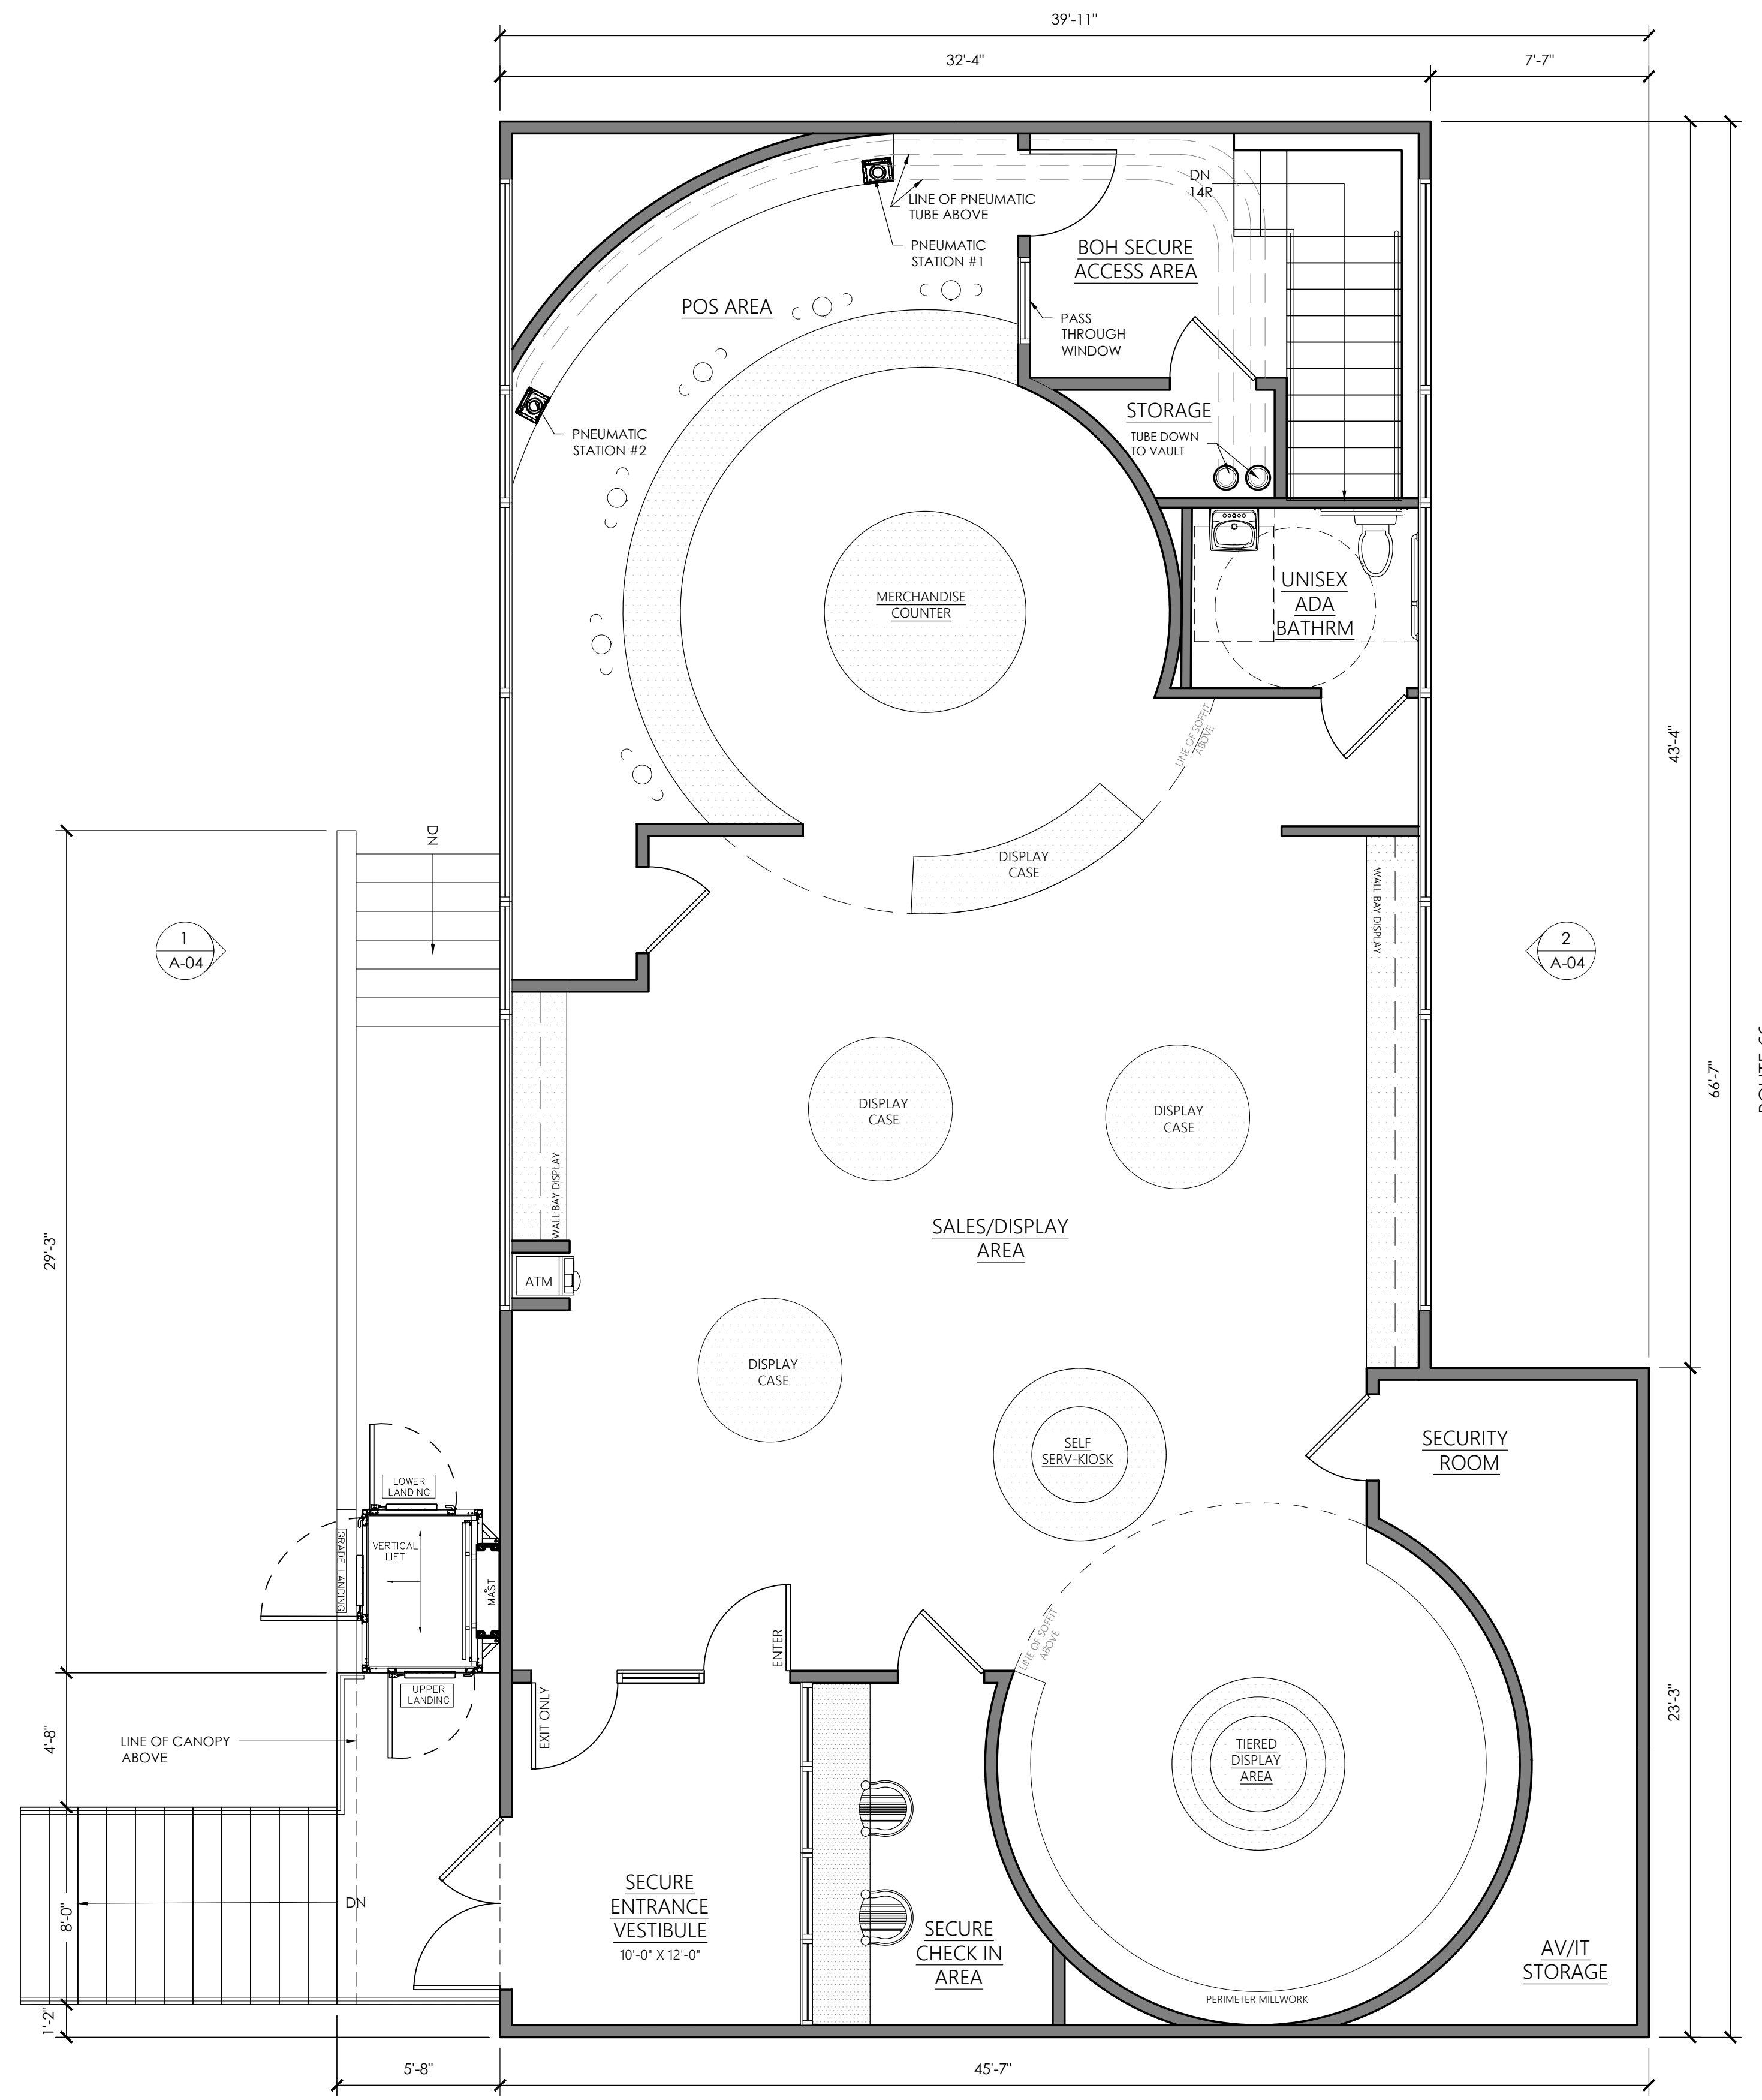 39'-11"
32'-4"
7'-7"
DN
14R
LINE OF PNEUMATIC
TUBE ABOVE
PNEUMATIC
STATION #1
BOH SECURE
ACCESS AREA
POS AREA
PASS
THROUGH
WINDOW
STORAGE
TUBE DOWN
TO VAULT
PNEUMATIC
STATION #2
UNISEX
ADA
BATHRM
MERCHANDISE
COUNTER
LINE OF SOFFIT
ABOVE
43'-4"
DN
DISPLAY
CASE
WALL BAY DISPLAY
1
A-04
2
A-04
66'-7"
DISPLAY
CASE
DISPLAY
CASE
WALL BAY DISPLAY
SALES/DISPLAY
AREA
29'-3"
ATM
DISPLAY
CASE
SELF
SERV-KIOSK
SECURITY
ROOM
LOWER
LANDING
VERTICAL
LIFT
GRADE LANDING
MAST
ENTER
LINE OF SOFFIT
ABOVE
UPPER
LANDING
EXIT ONLY
23'-3"
4'-8"
LINE OF CANOPY
ABOVE
TIERED
DISPLAY
AREA
8'-0"
DN
SECURE
ENTRANCE
VESTIBULE
10'-0" X 12'-0"
SECURE
CHECK IN
AREA
AV/IT
STORAGE
PERIMETER MILLWORK
1'-2"
5'-8"
45'-7"